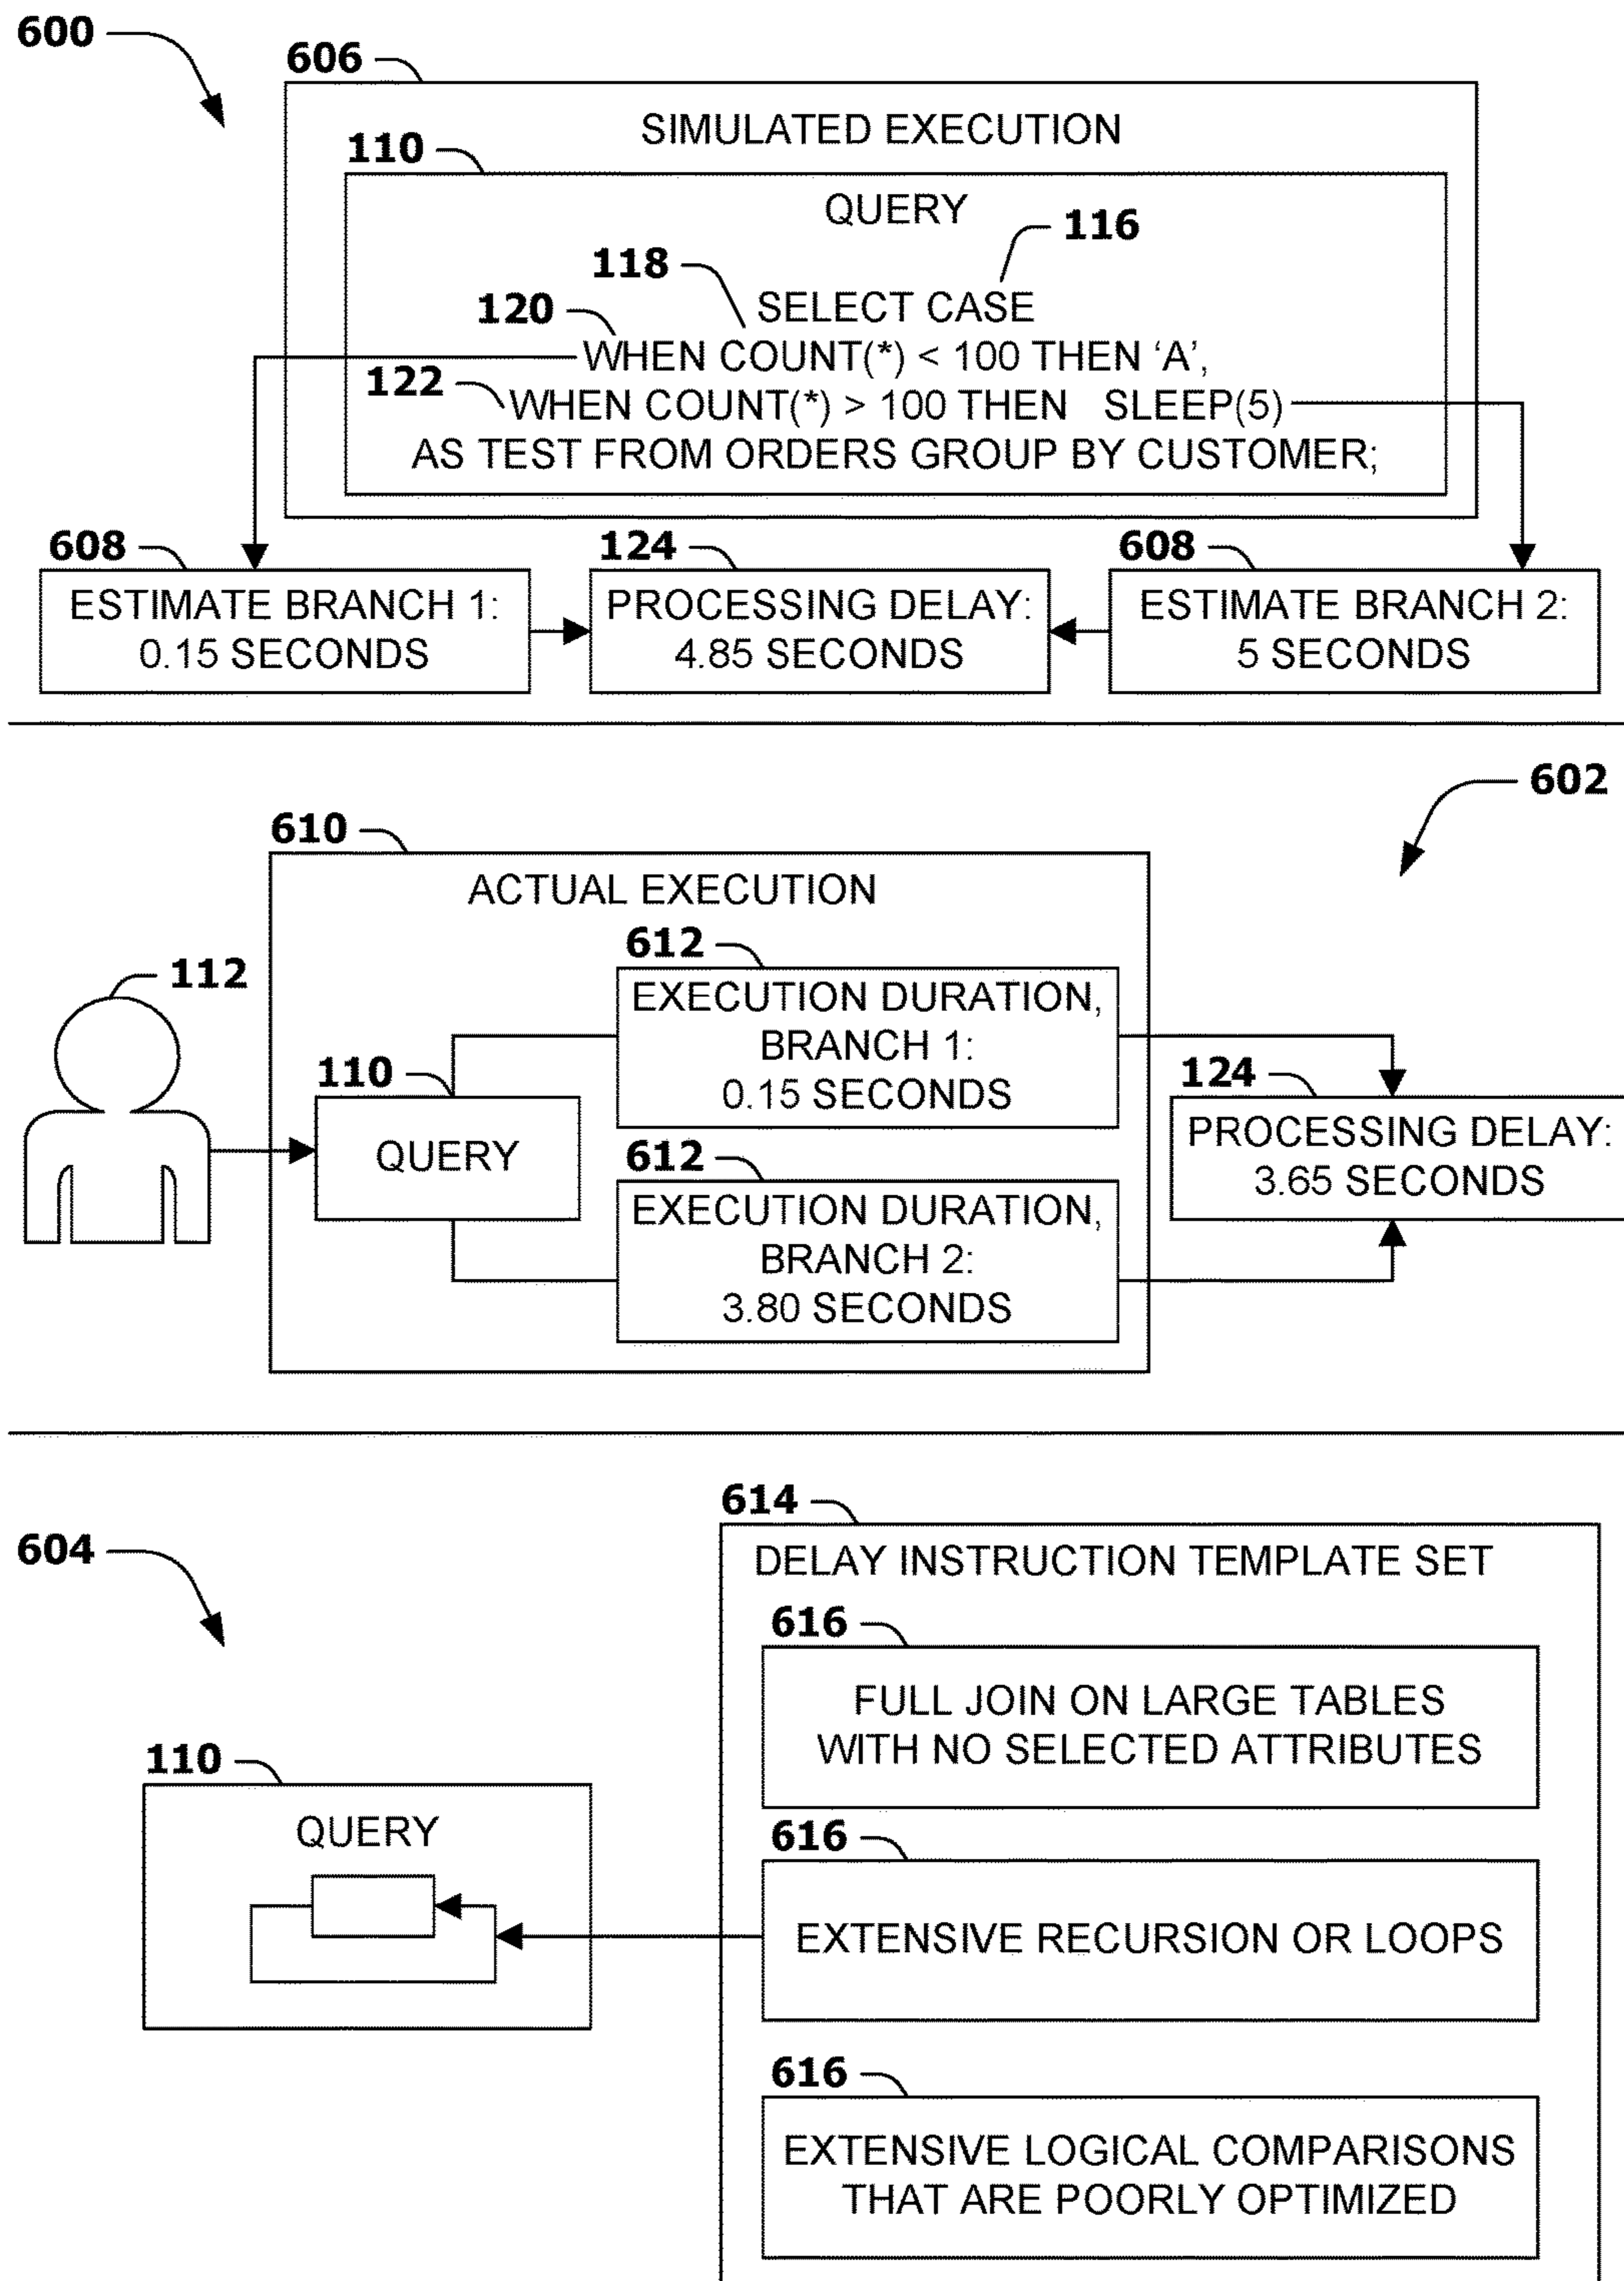 600
606
SIMULATED EXECUTION
110
QUERY
116
118
SELECT CASE
120
WHEN COUNT(*) < 100 THEN ‘A’,
122
WHEN COUNT(*) > 100 THEN SLEEP(5)
AS TEST FROM ORDERS GROUP BY CUSTOMER;
608
ESTIMATE BRANCH 1:
0.15 SECONDS
124
PROCESSING DELAY:
4.85 SECONDS
608
ESTIMATE BRANCH 2:
5 SECONDS
602
610
ACTUAL EXECUTION
112
110
QUERY
612
EXECUTION DURATION,
BRANCH 1:
0.15 SECONDS
612
EXECUTION DURATION,
BRANCH 2:
3.80 SECONDS
124
PROCESSING DELAY:
3.65 SECONDS
604
614
DELAY INSTRUCTION TEMPLATE SET
616
FULL JOIN ON LARGE TABLES
WITH NO SELECTED ATTRIBUTES
110
QUERY
616
EXTENSIVE RECURSION OR LOOPS
616
EXTENSIVE LOGICAL COMPARISONS
THAT ARE POORLY OPTIMIZED